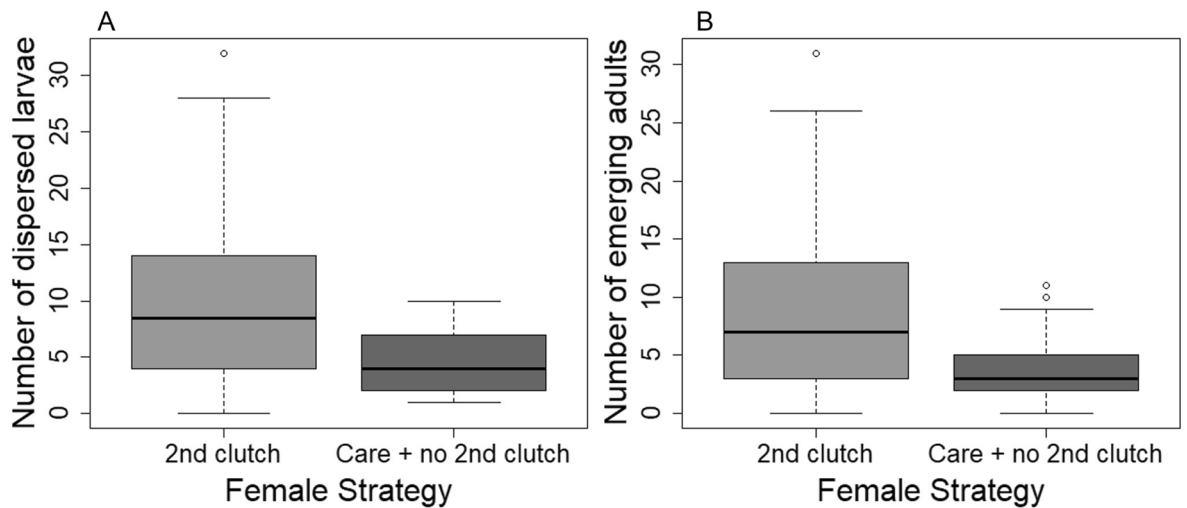 A
Number of dispersed larvae
30
25
20
15
10
5
0
2nd clutch
Care + no 2nd clutch
Female Strategy
B
Number of emerging adults
30
25
20
15
10
5
0
2nd clutch
Care + no 2nd clutch
Female Strategy